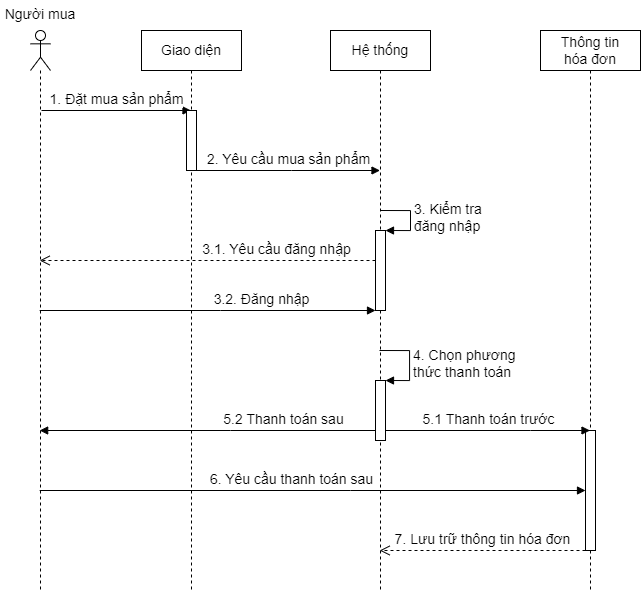 Người mua
Giao diện
Hệ thống
Thông tin
hóa đơn
1. Đặt mua sản phẩm
2. Yêu cầu mua sản phẩm
3. Kiểm tra
đăng nhập
3.1. Yêu cầu đăng nhập
3.2. Đăng nhập
4. Chọn phương
thức thanh toán
5.2 Thanh toán sau
5.1 Thanh toán trước
6. Yêu cầu thanh toán sau
7. Lưu trữ thông tin hóa đơn